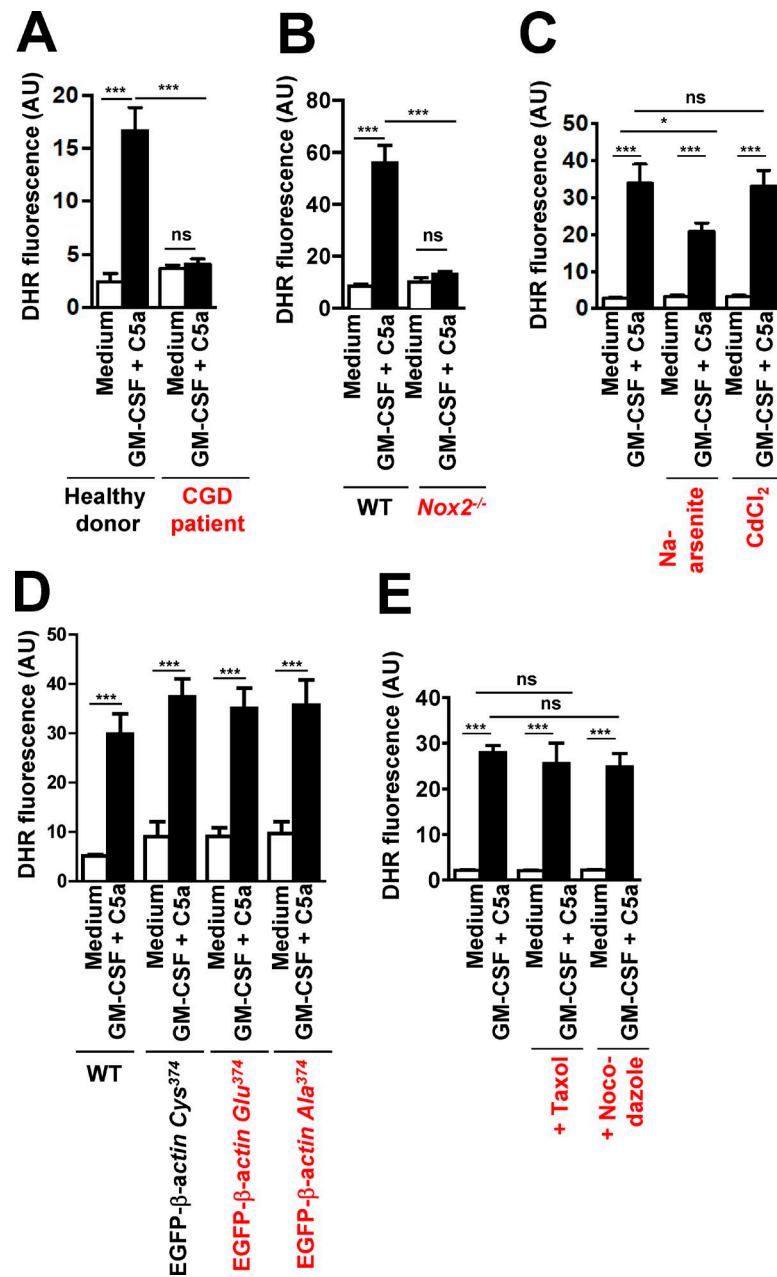 A
DHR fluorescence (AU)
20
15
10
5
0
***
***
ns
Medium
GM-CSF + C5a
Medium
GM-CSF + C5a
Healthy
donor
CGD
patient
B
DHR fluorescence (AU)
80
60
40
20
0
***
***
ns
Medium
GM-CSF + C5a
Medium
GM-CSF + C5a
WT
Nox2-/-
C
DHR fluorescence (AU)
50
40
30
20
10
0
ns
*
***
***
***
Medium
GM-CSF + C5a
Medium
GM-CSF + C5a
Medium
GM-CSF + C5a
Na-
arsenite
CdCl2
D
DHR fluorescence (AU)
50
40
30
20
10
0
***
***
***
***
Medium
GM-CSF + C5a
Medium
GM-CSF + C5a
Medium
GM-CSF + C5a
Medium
GM-CSF + C5a
WT
EGFP-β-actin Cys374
EGFP-β-actin Glu374
EGFP-β-actin Ala374
E
DHR fluorescence (AU)
40
30
20
10
0
ns
ns
***
***
***
Medium
GM-CSF + C5a
Medium
GM-CSF + C5a
Medium
GM-CSF + C5a
+ Taxol
+ Noco-
dazole